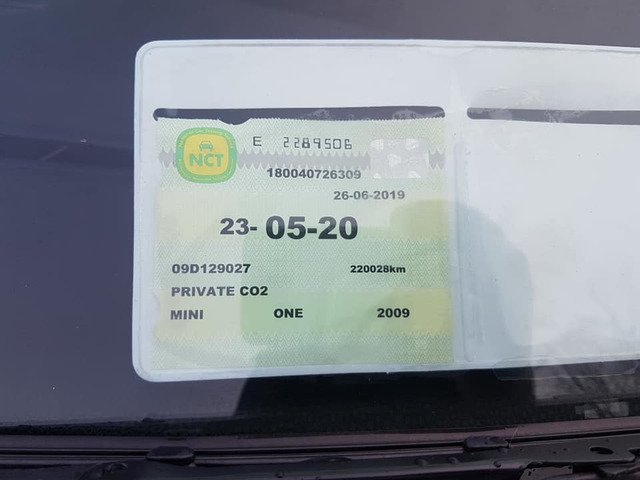 NCT
E 2289506
180040726309
26-06-2019
23- 05-20
09D129027 220028km
PRIVATE CO2
MINI ONE 2009